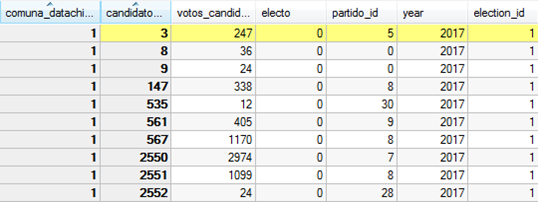 comuna_datachi... candidato... votos_candid... electo partido_id year election_id
1 3 247 0 5 2017 1
1 8 36 0 0 2017 1
1 9 24 0 0 2017 1
1 147 338 0 8 2017 1
1 535 12 0 30 2017 1
1 561 405 0 9 2017 1
1 567 1170 0 8 2017 1
1 2550 2974 0 7 2017 1
1 2551 1099 0 8 2017 1
1 2552 24 0 28 2017 1